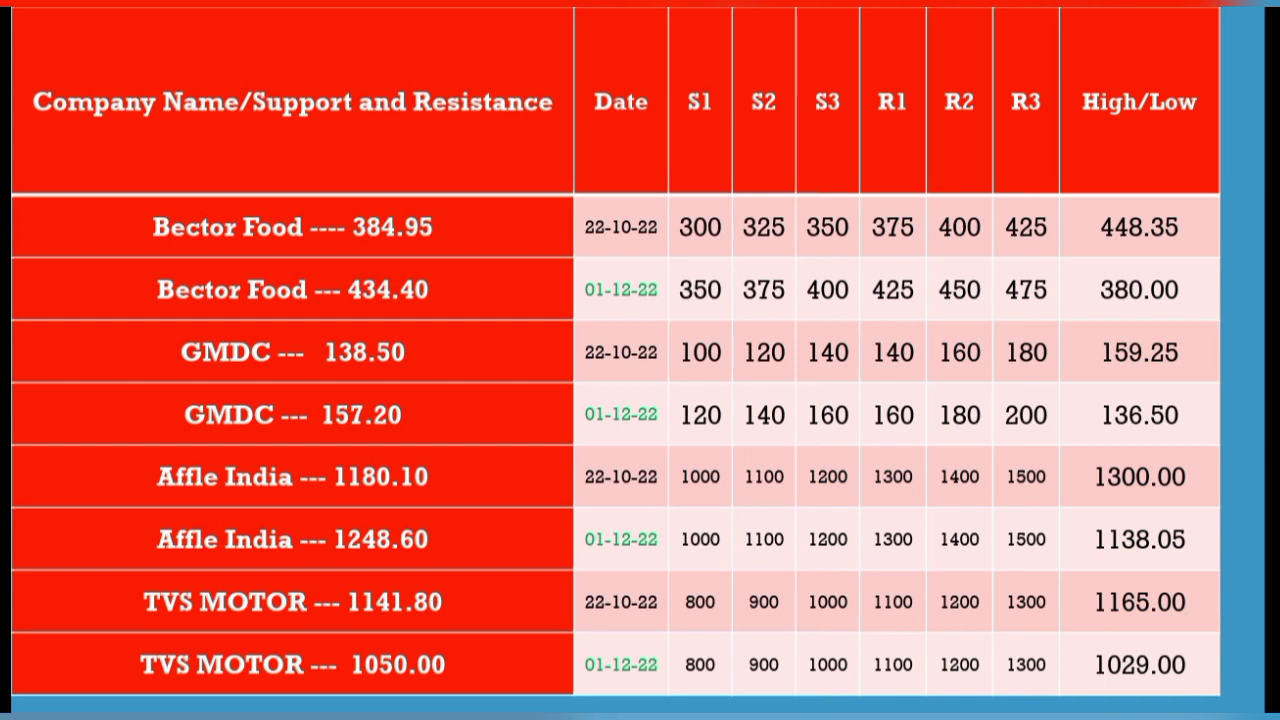 Company Name/Support and Resistance Date S1 S2 S3 R1 R2 R3 High/Low
Bector Food ---- 384.95 22-10-22 300 325 350 375 400 425 448.35
Bector Food --- 434.40 01-12-22 350 375 400 425 450 475 380.00
GMDC --- 138.50 22-10-22 100 120 140 140 160 180 159.25
GMDC --- 157.20 01-12-22 120 140 160 160 180 200 136.50
Affle India --- 1180.10 22-10-22 1000 1100 1200 1300 1400 1500 1300.00
Affle India --- 1248.60 01-12-22 1000 1100 1200 1300 1400 1500 1138.05
TVS MOTOR --- 1141.80 22-10-22 800 900 1000 1100 1200 1300 1165.00
TVS MOTOR --- 1050.00 01-12-22 800 900 1000 1100 1200 1300 1029.00